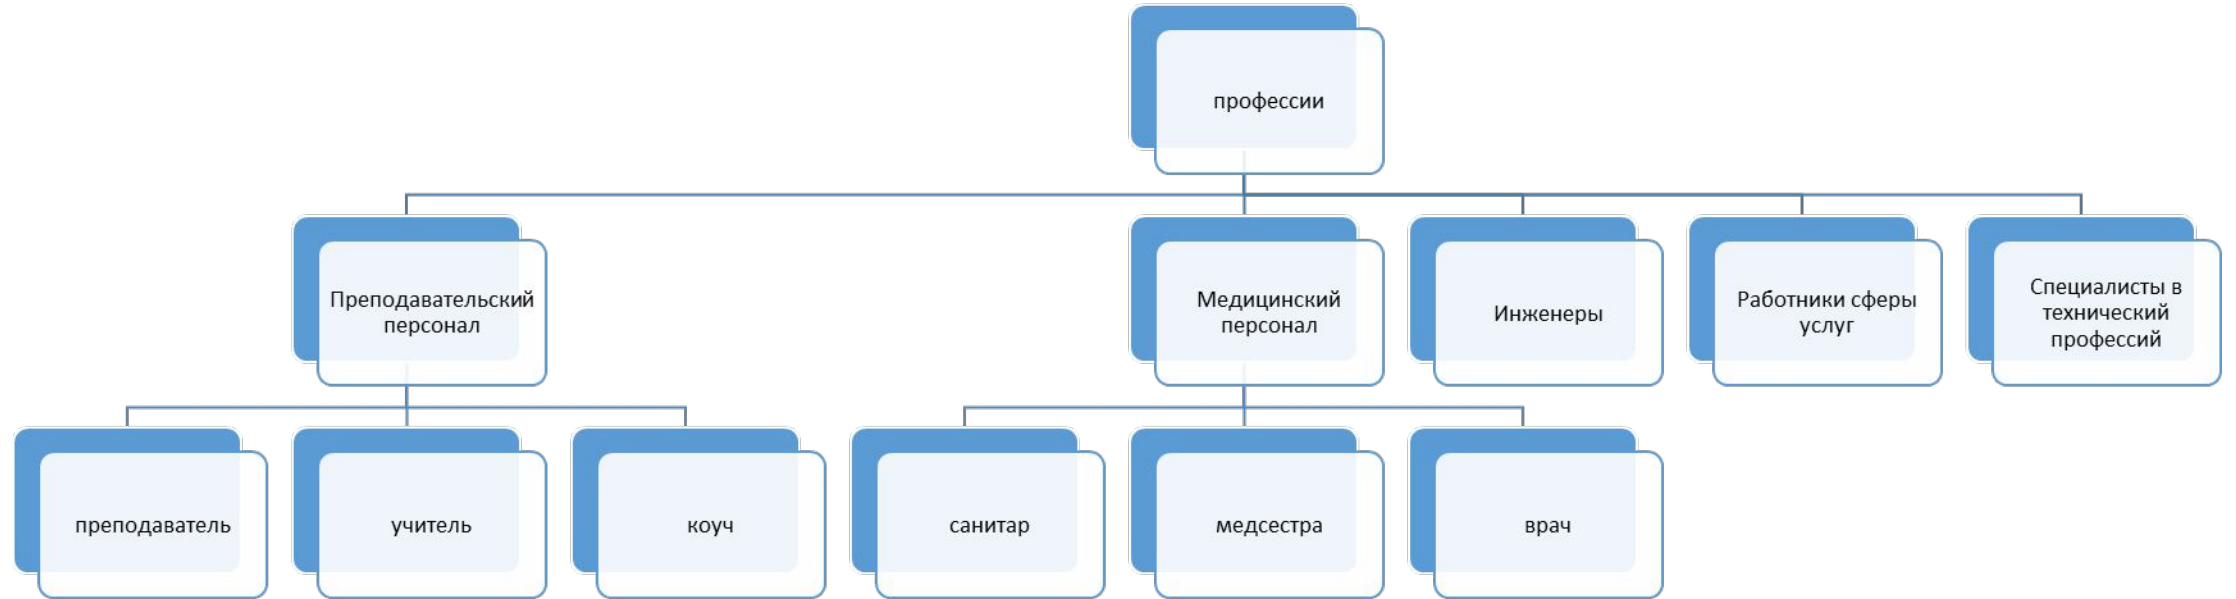 профессии
Преподавательский
персонал
Медицинский
персонал
Инженеры
Работники сферы
услуг
Специалисты в
технический
профессий
преподаватель
учитель
коуч
санитар
медсестра
врач